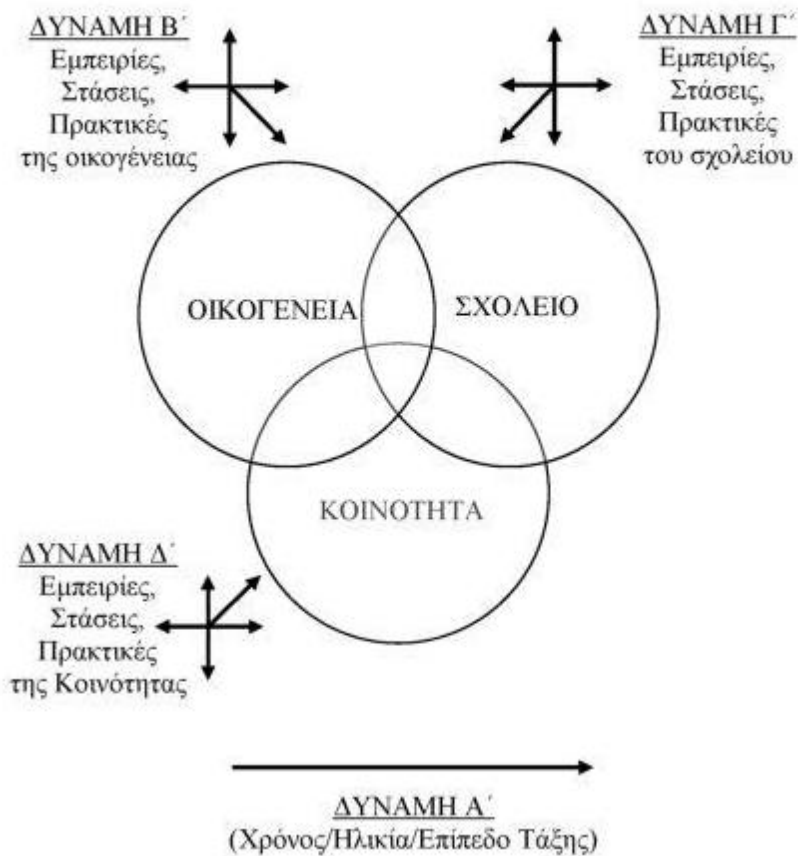 ΔΥΝΑΜΗ Β΄
Εμπειρίες,
Στάσεις,
Πρακτικές
της οικογένειας
ΔΥΝΑΜΗ Γ΄
Εμπειρίες,
Στάσεις,
Πρακτικές
του σχολείου
ΟΙΚΟΓΕΝΕΙΑ
ΣΧΟΛΕΙΟ
ΚΟΙΝΟΤΗΤΑ
ΔΥΝΑΜΗ Δ΄
Εμπειρίες,
Στάσεις,
Πρακτικές
της Κοινότητας
ΔΥΝΑΜΗ Α΄
(Χρόνος/Ηλικία/Επίπεδο Τάξης)